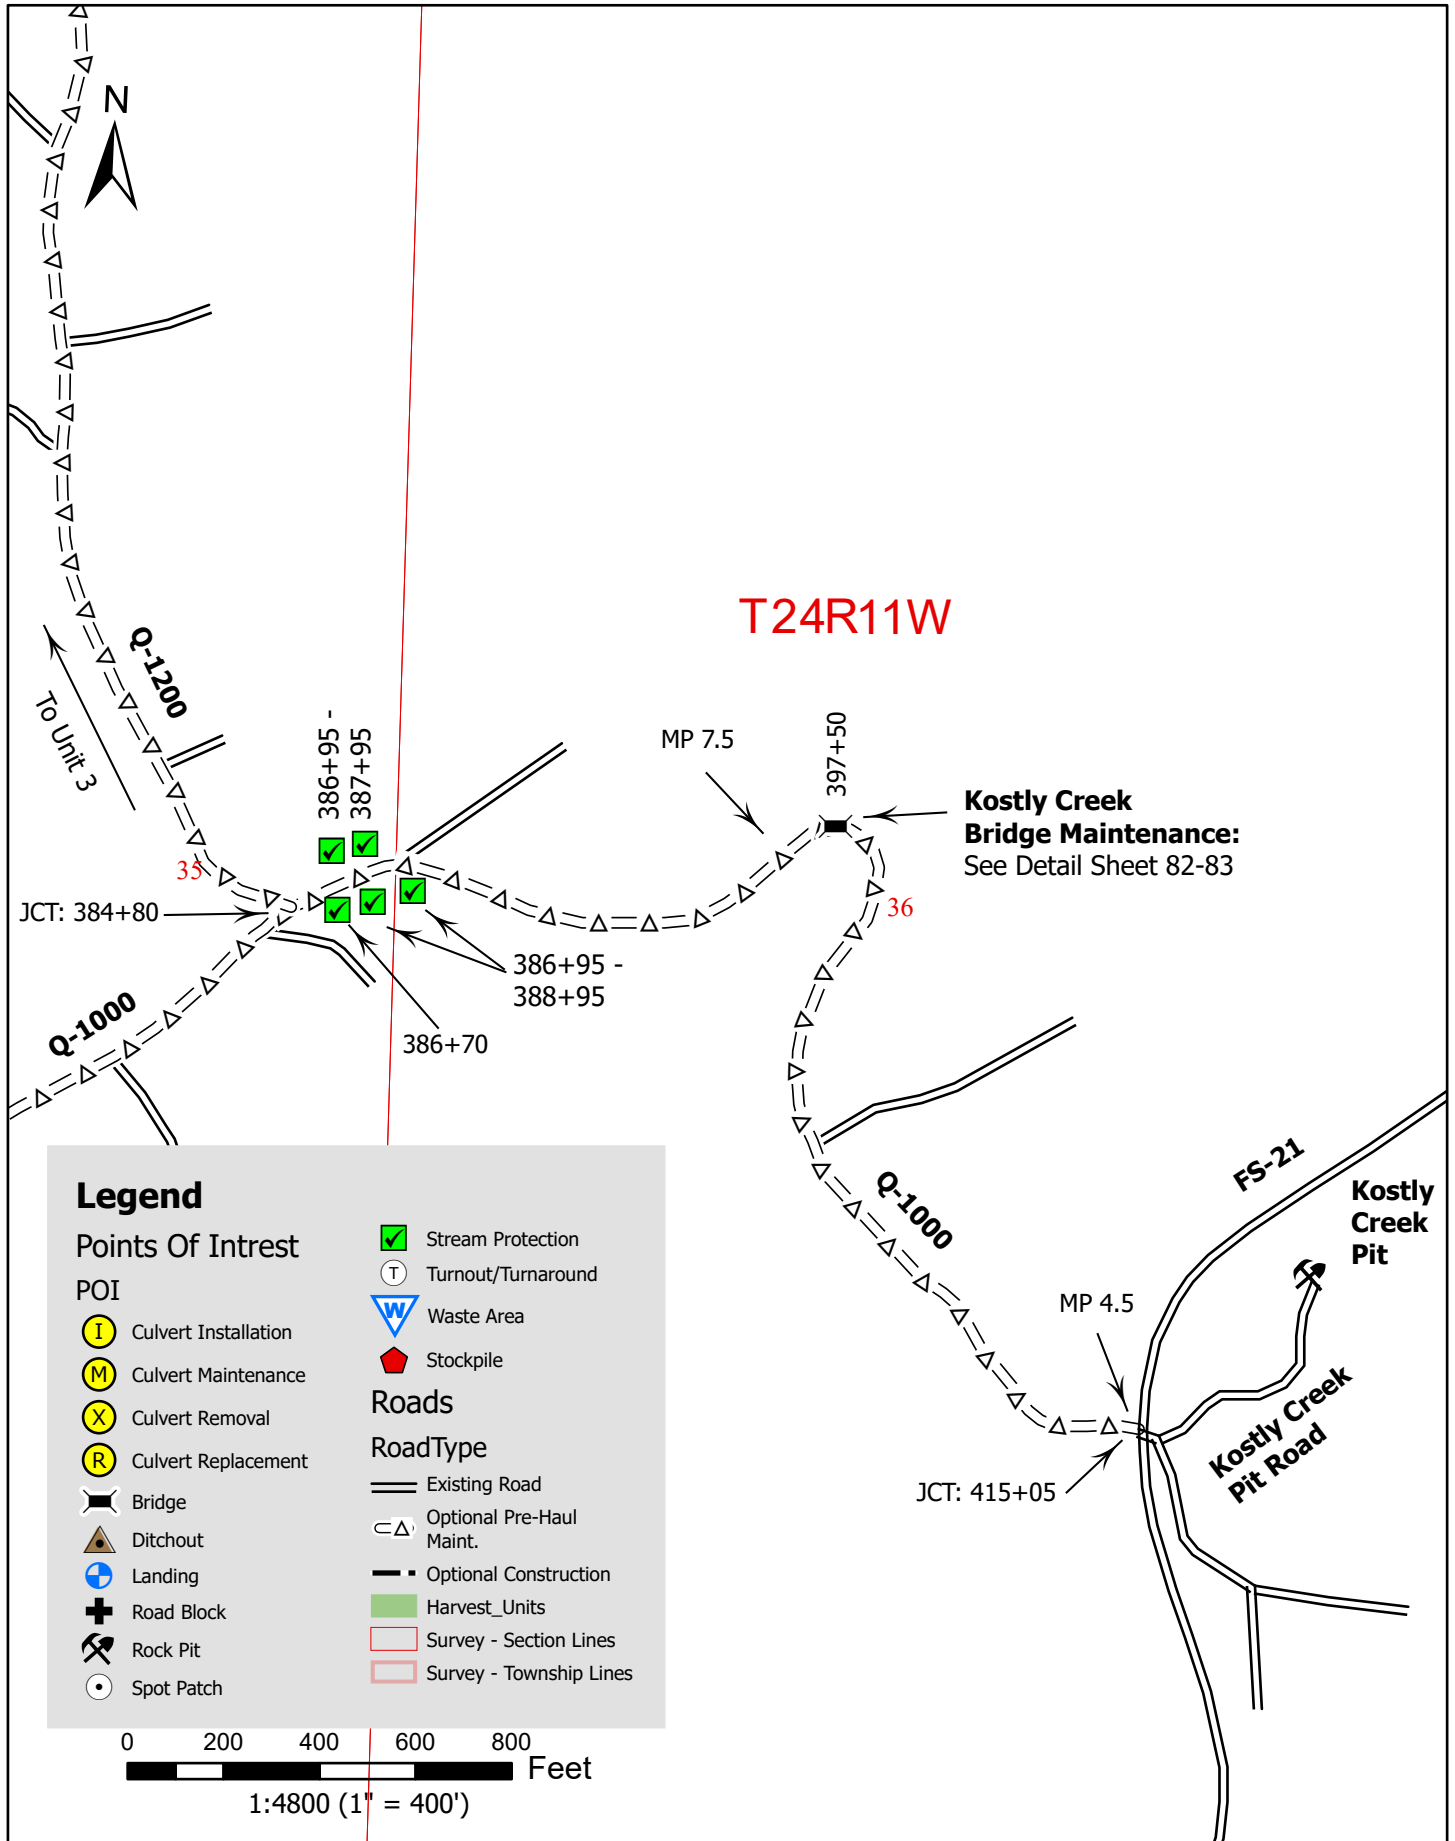 N
T24R11W
Q-1200
To Unit 3
386+95 -
387+95
MP 7.5
397+50
Kostly Creek
Bridge Maintenance:
See Detail Sheet 82-83
35
36
JCT: 384+80
386+95 -
388+95
386+70
Q-1000
Q-1000
FS-21
Kostly
Creek
Pit
MP 4.5
Kostly Creek
Pit Road
JCT: 415+05
Legend
Points Of Intrest
POI
I Culvert Installation
M Culvert Maintenance
X Culvert Removal
R Culvert Replacement
Bridge
Ditchout
Landing
Road Block
Rock Pit
Spot Patch
Stream Protection
T Turnout/Turnaround
W Waste Area
Stockpile
Roads
RoadType
Existing Road
Optional Pre-Haul
Maint.
Optional Construction
Harvest_Units
Survey - Section Lines
Survey - Township Lines
0 200 400 600 800
Feet
1:4800 (1" = 400')